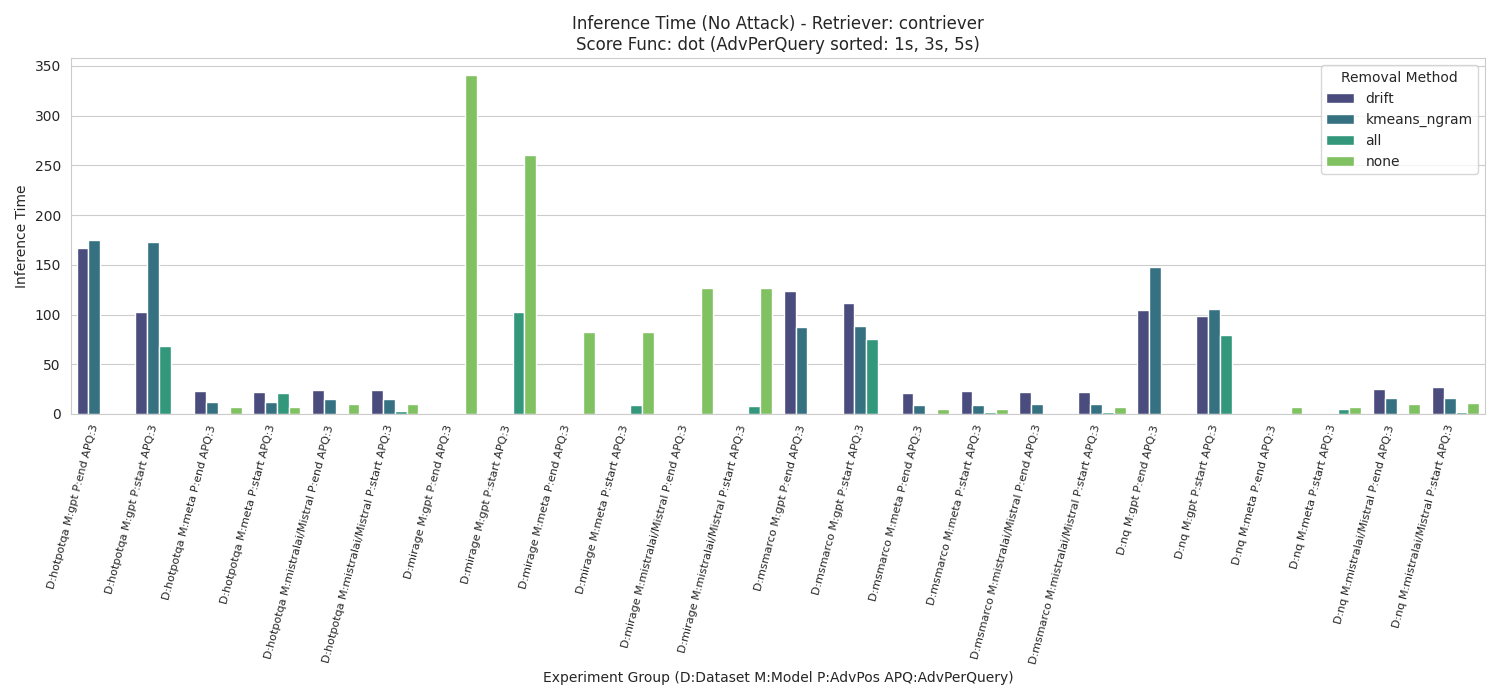 Inference Time (No Attack) - Retriever: contriever
Score Func: dot (AdvPerQuery sorted: 1s, 3s, 5s)
Removal Method
drift
kmeans_ngram
all
none
Inference Time
350
300
250
200
150
100
50
0
D:hotpotqa M:gpt P:end APQ:3
D:hotpotqa M:gpt P:start APQ:3
D:hotpotqa M:meta P:end APQ:3
D:hotpotqa M:meta P:start APQ:3
D:hotpotqa M:mistralai/Mistral P:end APQ:3
D:hotpotqa M:mistralai/Mistral P:start APQ:3
D:mirage M:gpt P:end APQ:3
D:mirage M:gpt P:start APQ:3
D:mirage M:meta P:end APQ:3
D:mirage M:meta P:start APQ:3
D:mirage M:mistralai/Mistral P:end APQ:3
D:mirage M:mistralai/Mistral P:start APQ:3
D:msmarco M:gpt P:end APQ:3
D:msmarco M:gpt P:start APQ:3
D:msmarco M:meta P:end APQ:3
D:msmarco M:meta P:start APQ:3
D:msmarco M:mistralai/Mistral P:end APQ:3
D:msmarco M:mistralai/Mistral P:start APQ:3
D:nq M:gpt P:end APQ:3
D:nq M:gpt P:start APQ:3
D:nq M:meta P:end APQ:3
D:nq M:meta P:start APQ:3
D:nq M:mistralai/Mistral P:end APQ:3
D:nq M:mistralai/Mistral P:start APQ:3
Experiment Group (D:Dataset M:Model P:AdvPos APQ:AdvPerQuery)